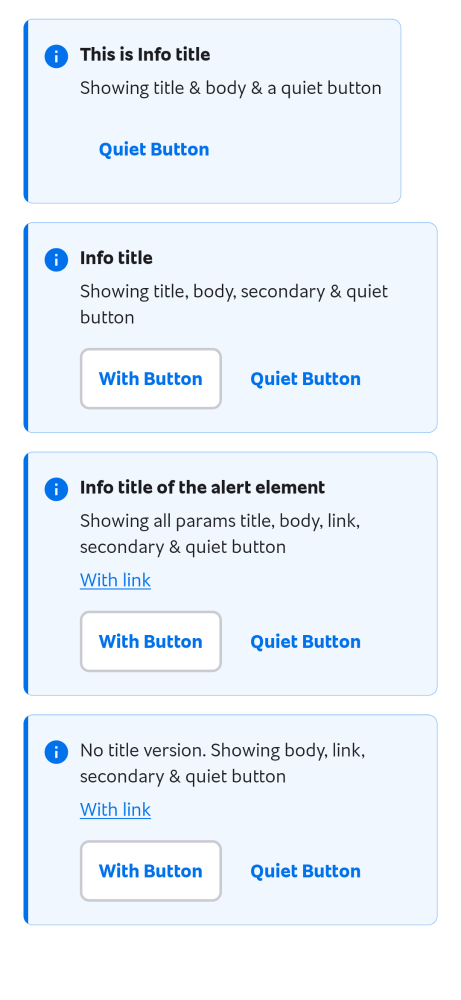 This is Info title
Showing title & body & a quiet button
Quiet Button
Info title
Showing title, body, secondary & quiet
button
With Button
Quiet Button
Info title of the alert element
Showing all params title, body, link,
secondary & quiet button
With link
With Button
Quiet Button
No title version. Showing body, link,
secondary & quiet button
With link
With Button
Quiet Button